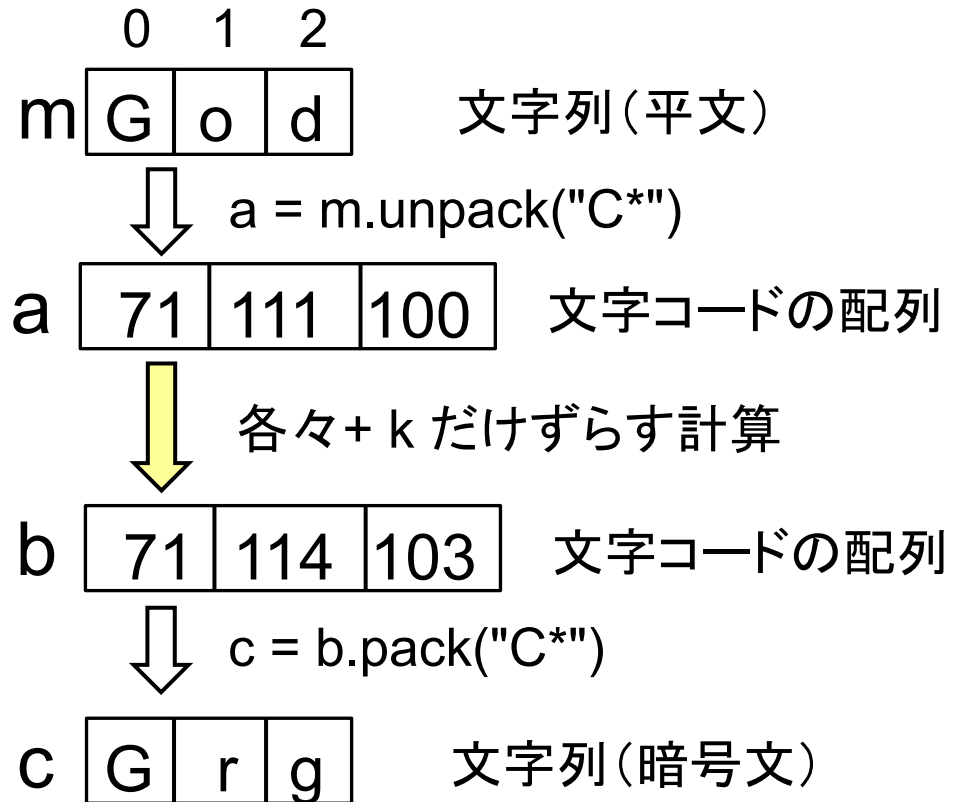 0 1 2
m G o d 文字列（平文）
a = m.unpack("C*")
a 71 111 100 文字コードの配列
各々+ k だけずらす計算
b 71 114 103 文字コードの配列
c = b.pack("C*")
c G r g 文字列（暗号文）